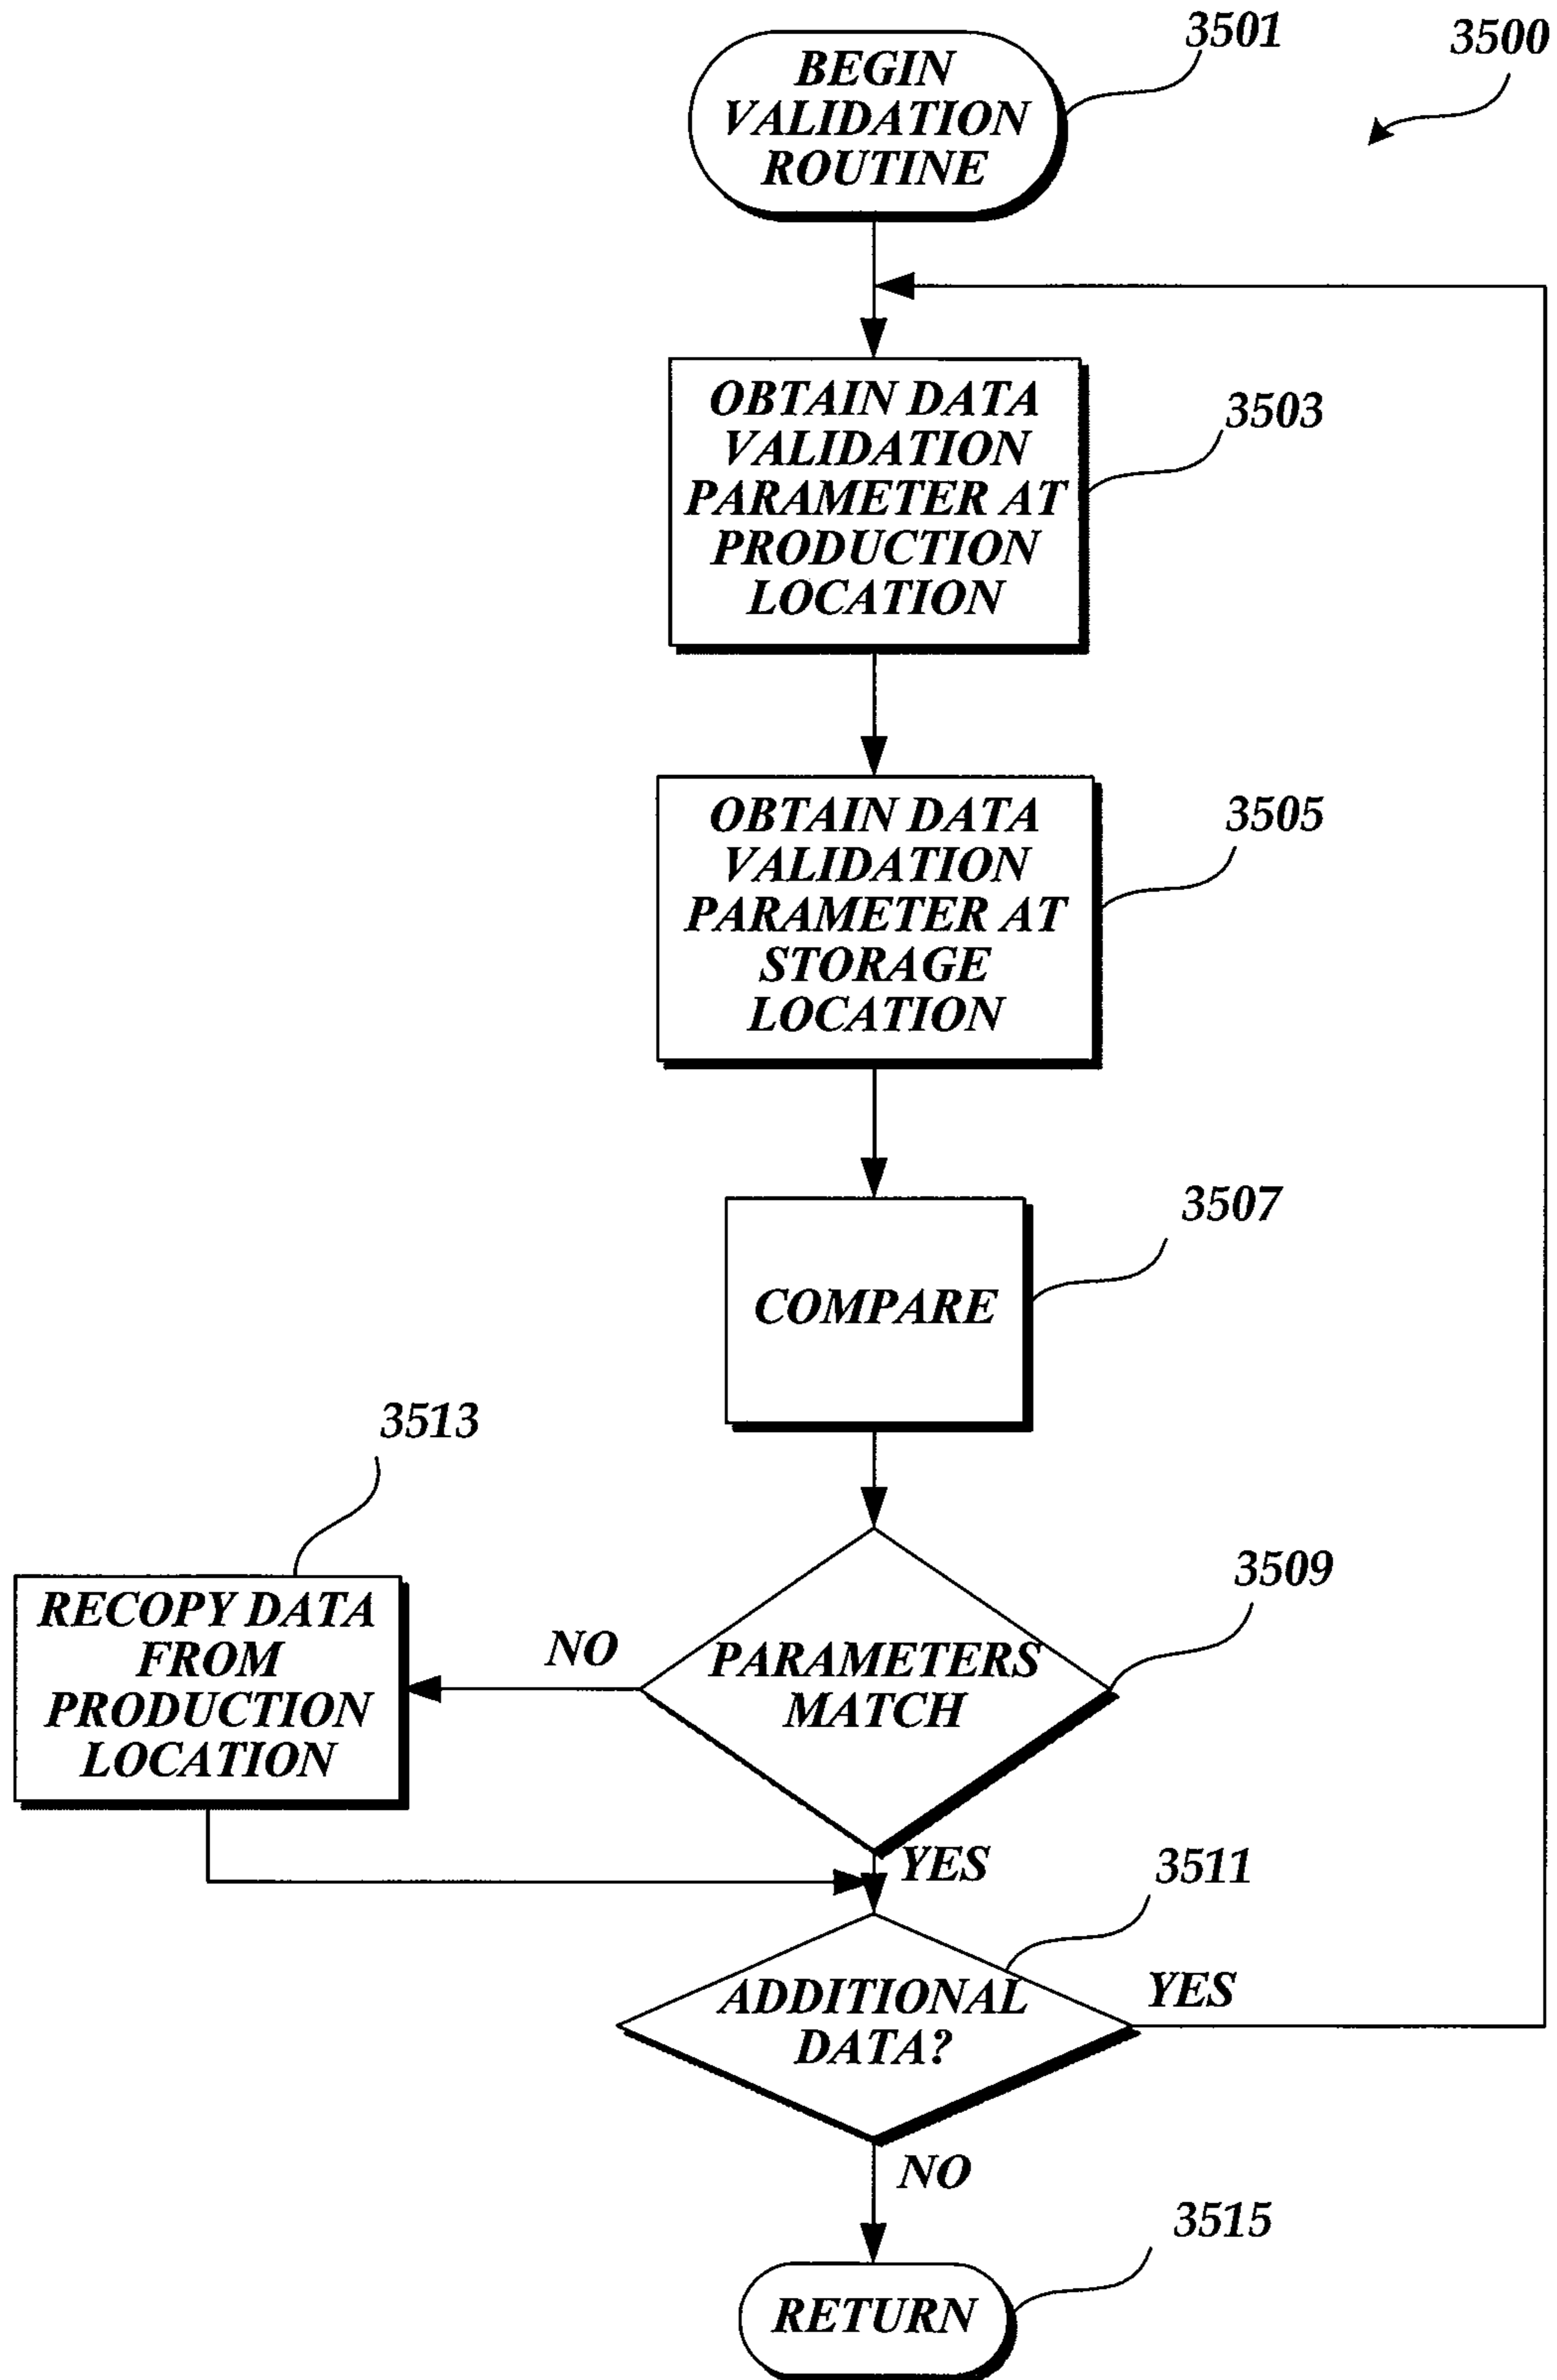 3501
3500
BEGIN
VALIDATION
ROUTINE
OBTAIN DATA
VALIDATION
PARAMETER AT
PRODUCTION
LOCATION
3503
OBTAIN DATA
VALIDATION
PARAMETER AT
STORAGE
LOCATION
3505
COMPARE
3507
3513
RECOPY DATA
FROM
PRODUCTION
LOCATION
NO
PARAMETERS
MATCH
3509
YES
3511
ADDITIONAL
DATA?
YES
NO
3515
RETURN